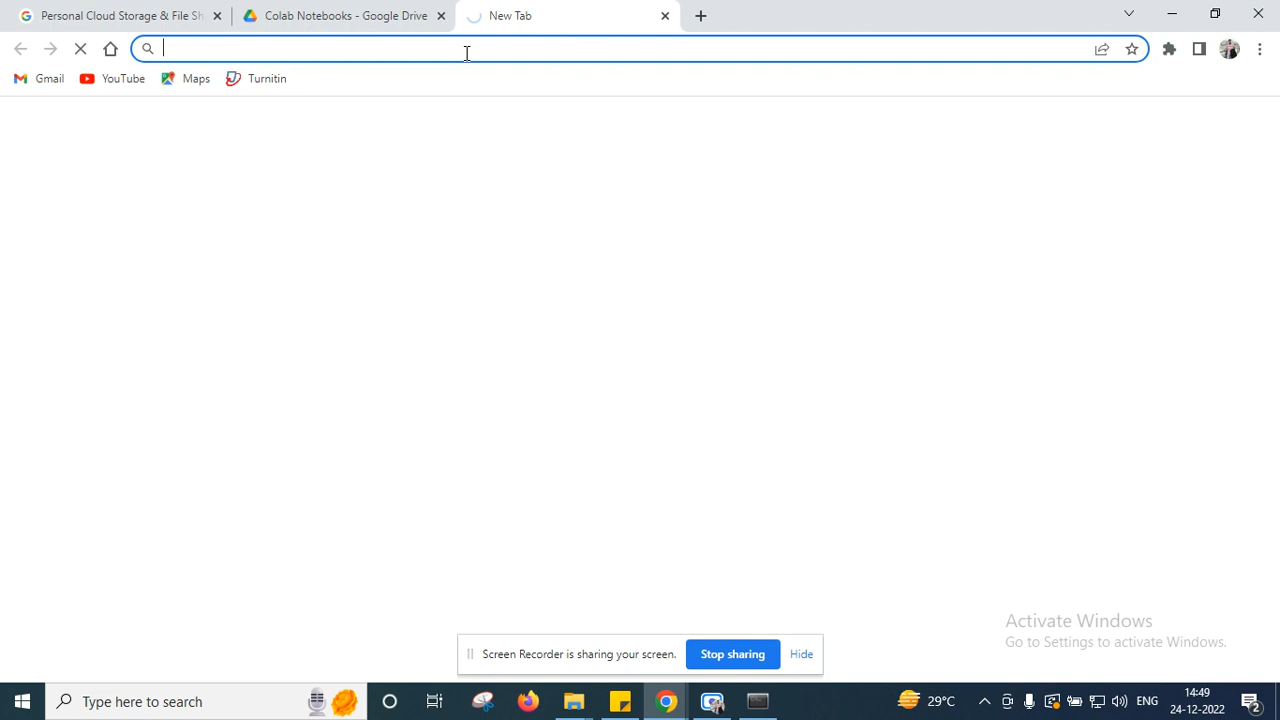 Personal Cloud Storage & File Sh
Colab Notebooks - Google Drive
New Tab
Gmail
YouTube
Maps
Turnitin
Activate Windows
Go to Settings to activate Windows.
Screen Recorder is sharing your screen.
Stop sharing
Hide
Type here to search
29°C
ENG
14:49
24-12-2022
2